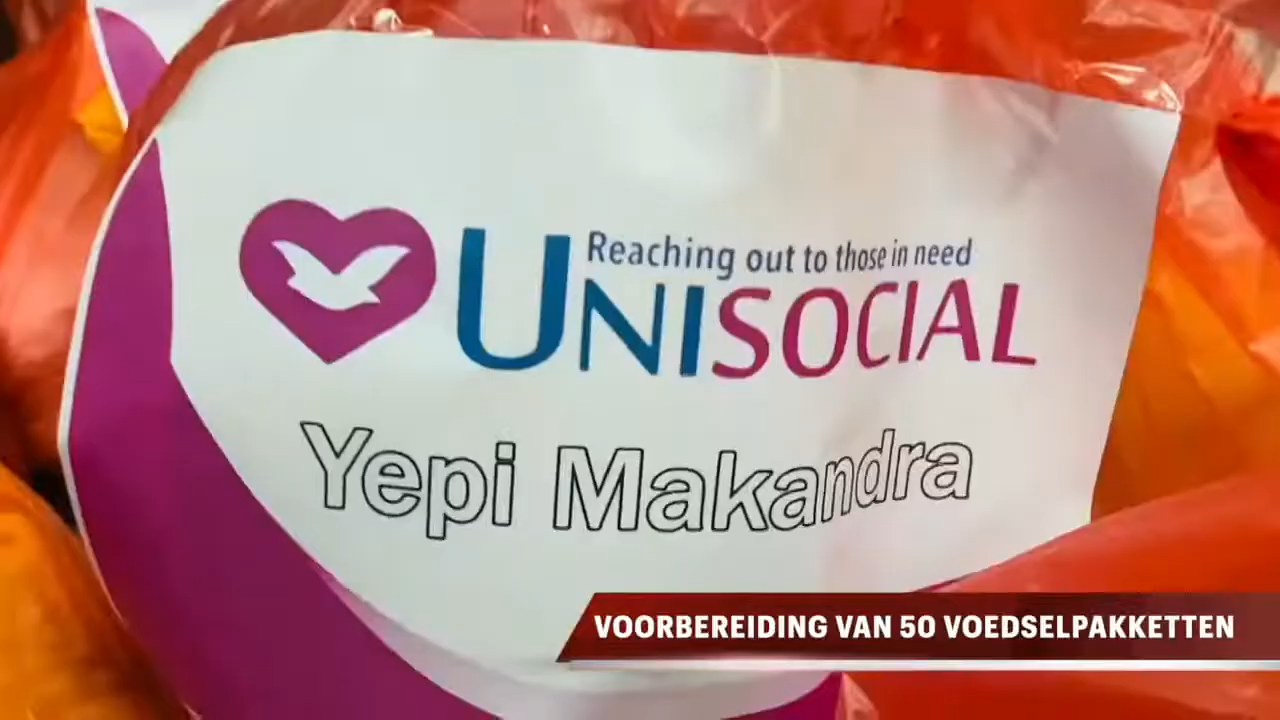 Reaching out to those in need
UNISOCIAL
Yepi Makandra
VOORBEREIDING VAN 50 VOEDSELPAKKETTEN